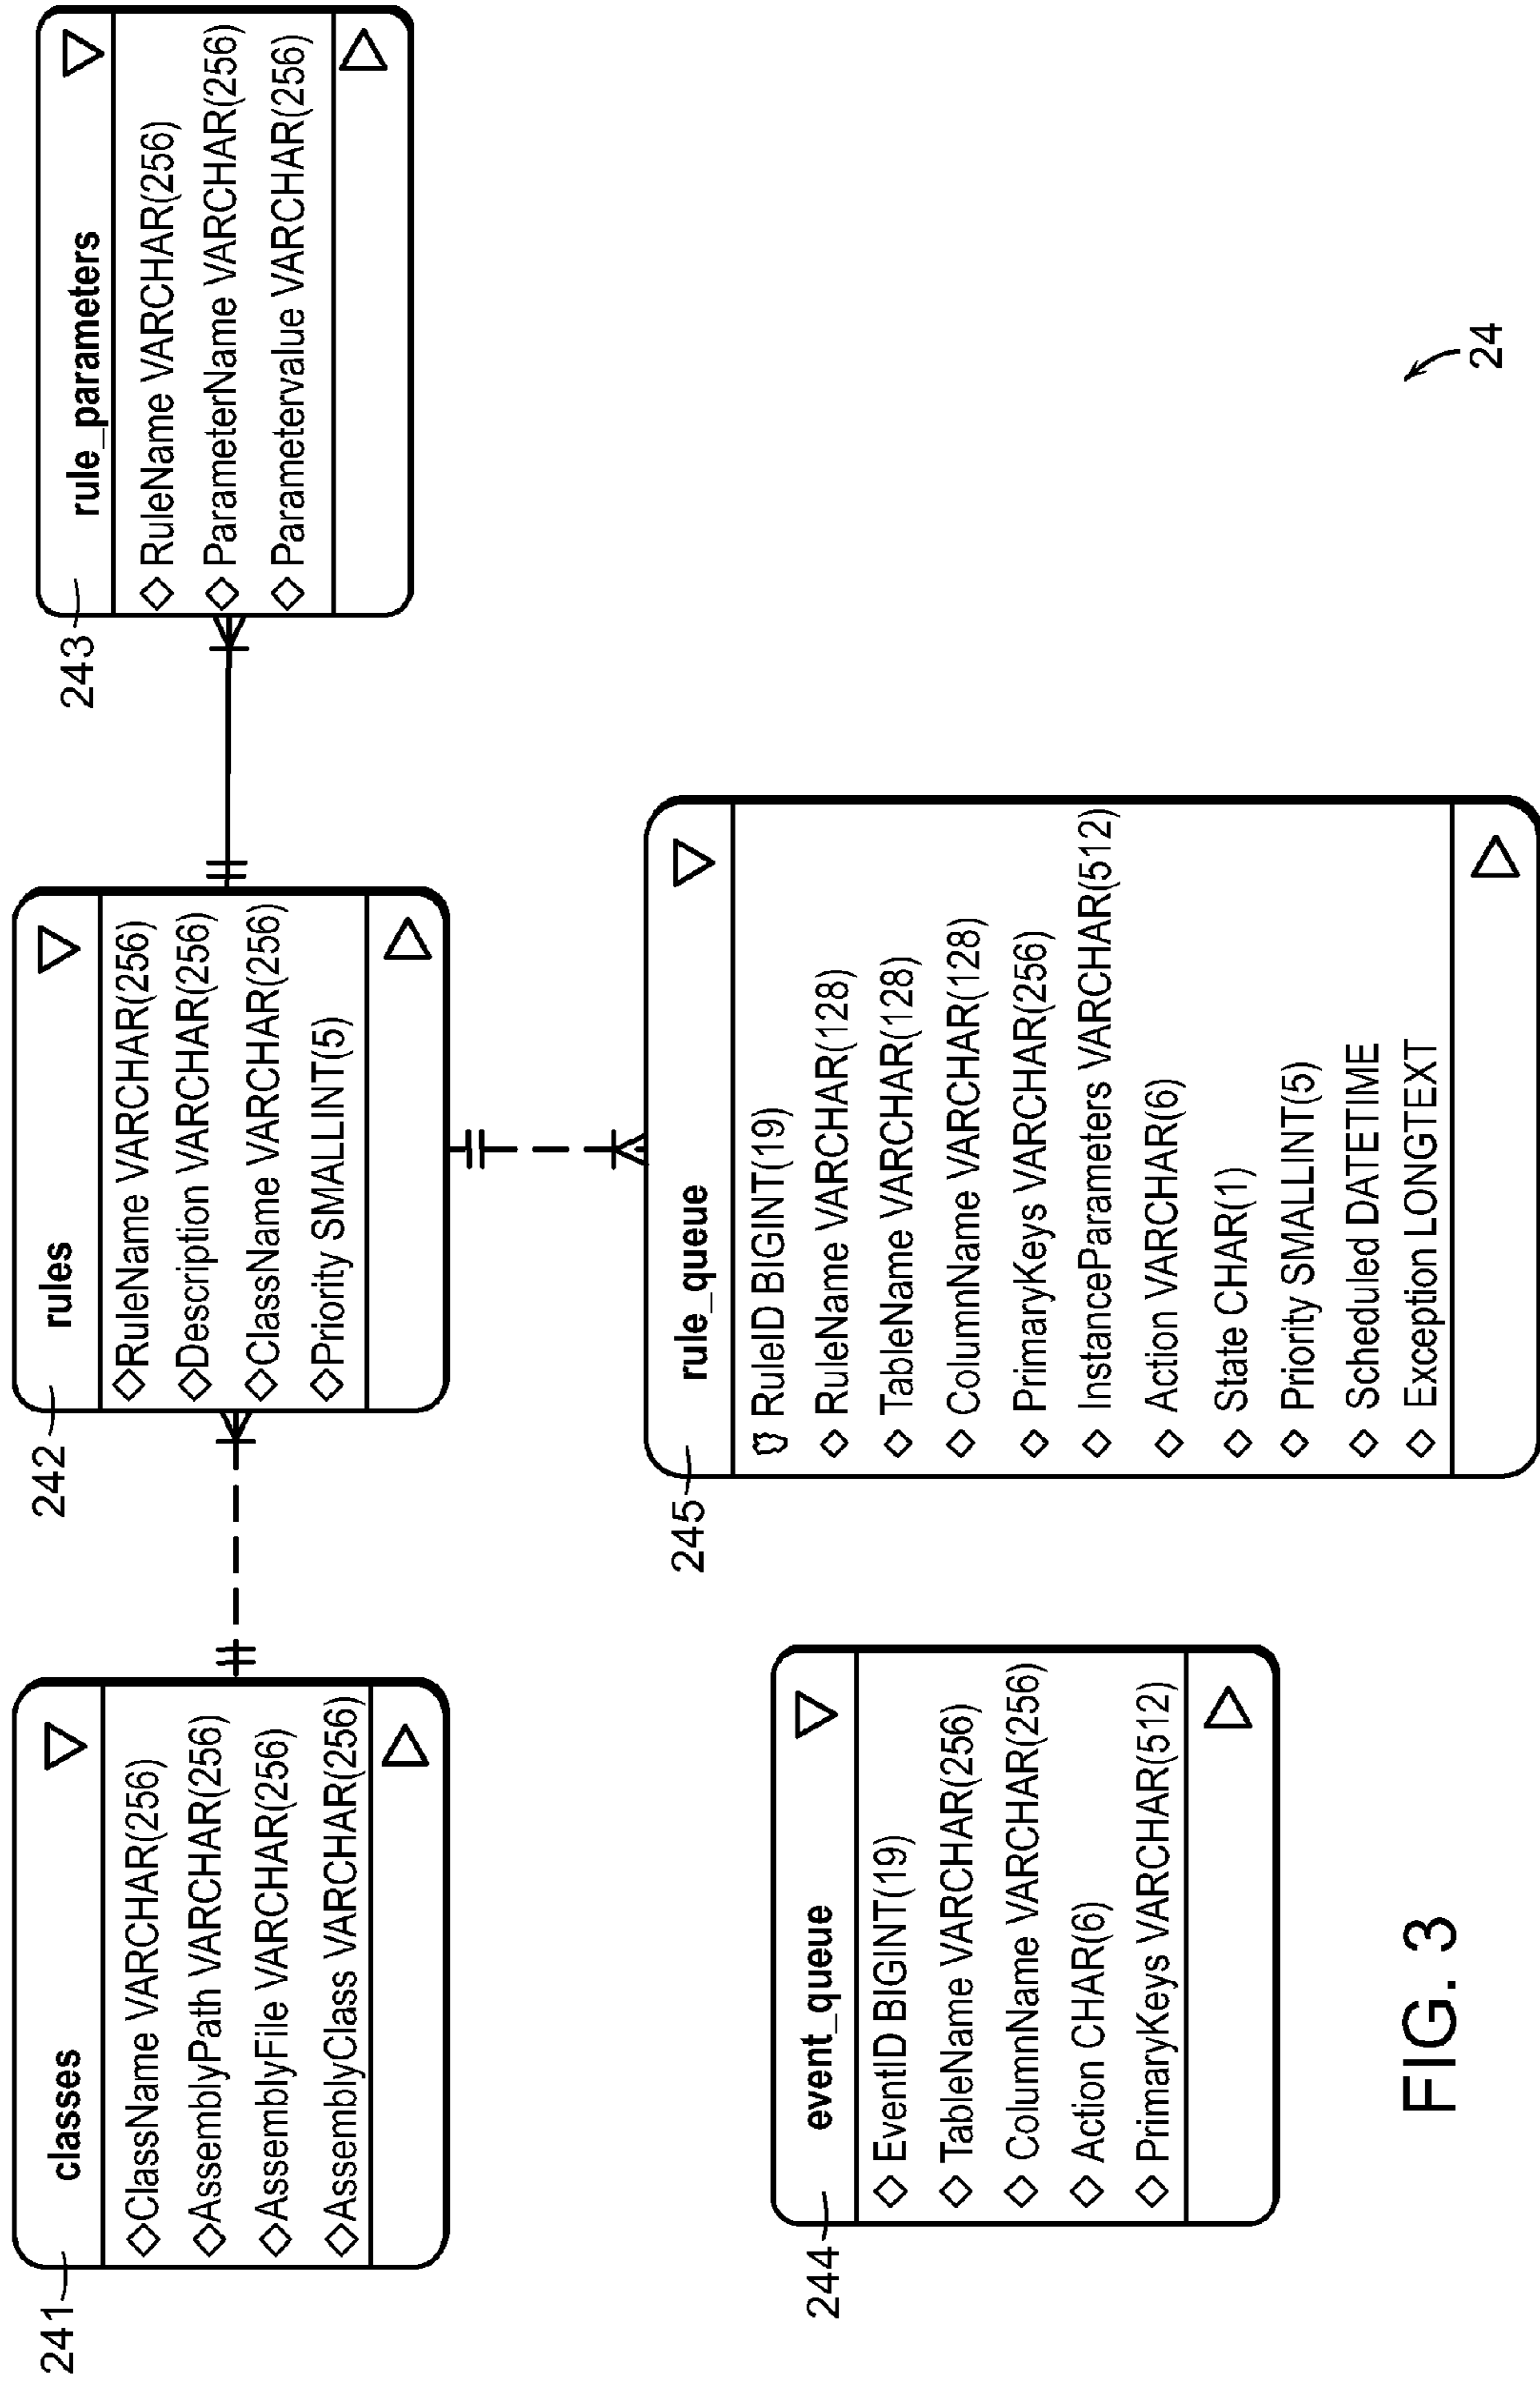 241
classes
ClassName VARCHAR(256)
AssemblyPath VARCHAR(256)
AssemblyFile VARCHAR(256)
AssemblyClass VARCHAR(256)
242
rules
RuleName VARCHAR(256)
Description VARCHAR(256)
ClassName VARCHAR(256)
Priority SMALLINT(5)
243
rule_parameters
RuleName VARCHAR(256)
ParameterName VARCHAR(256)
Parametervalue VARCHAR(256)
244
event_queue
EventID BIGINT(19)
TableName VARCHAR(256)
ColumnName VARCHAR(256)
Action CHAR(6)
PrimaryKeys VARCHAR(512)
245
rule_queue
RuleID BIGINT(19)
RuleName VARCHAR(128)
TableName VARCHAR(128)
ColumnName VARCHAR(128)
PrimaryKeys VARCHAR(256)
InstanceParameters VARCHAR(512)
Action VARCHAR(6)
State CHAR(1)
Priority SMALLINT(5)
Scheduled DATETIME
Exception LONGTEXT
24
FIG. 3